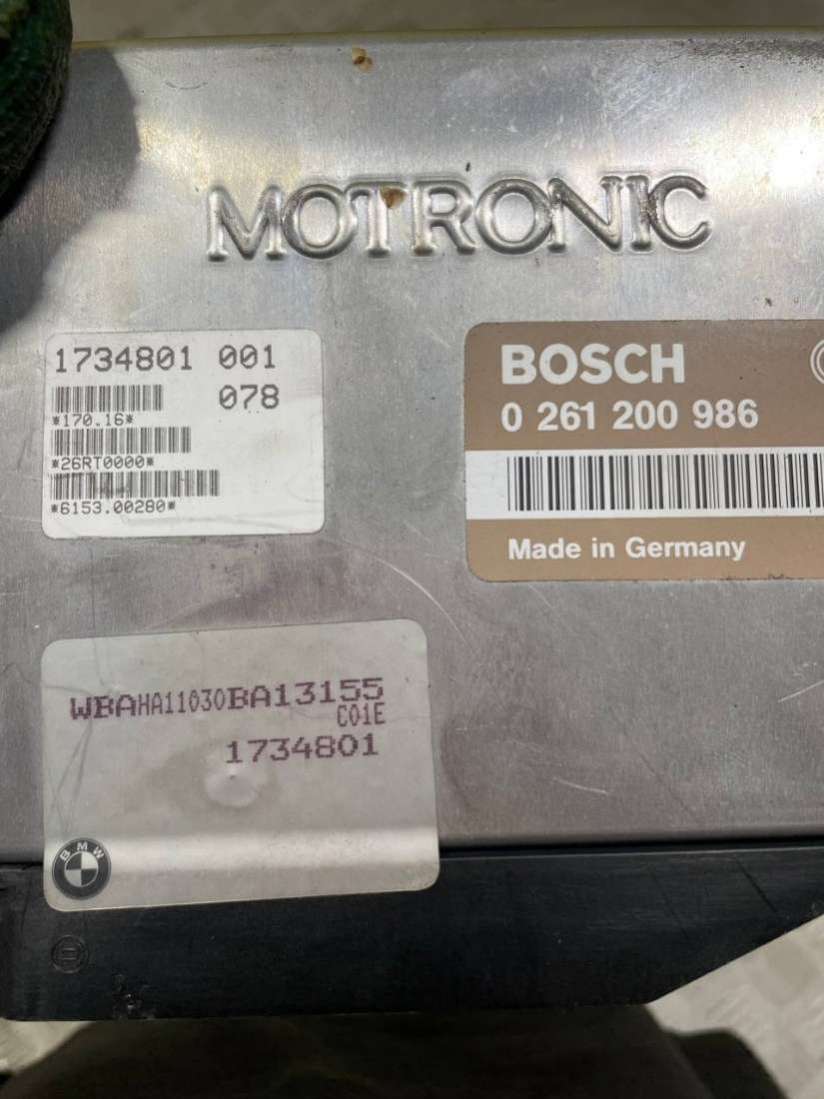 MOTRONIC
1734801 001
078
*170.16*
*26RT0000*
*6153.00280*
BOSCH
0 261 200 986
Made in Germany
WBAHA11030BA13155
C01E
1734801
BMW